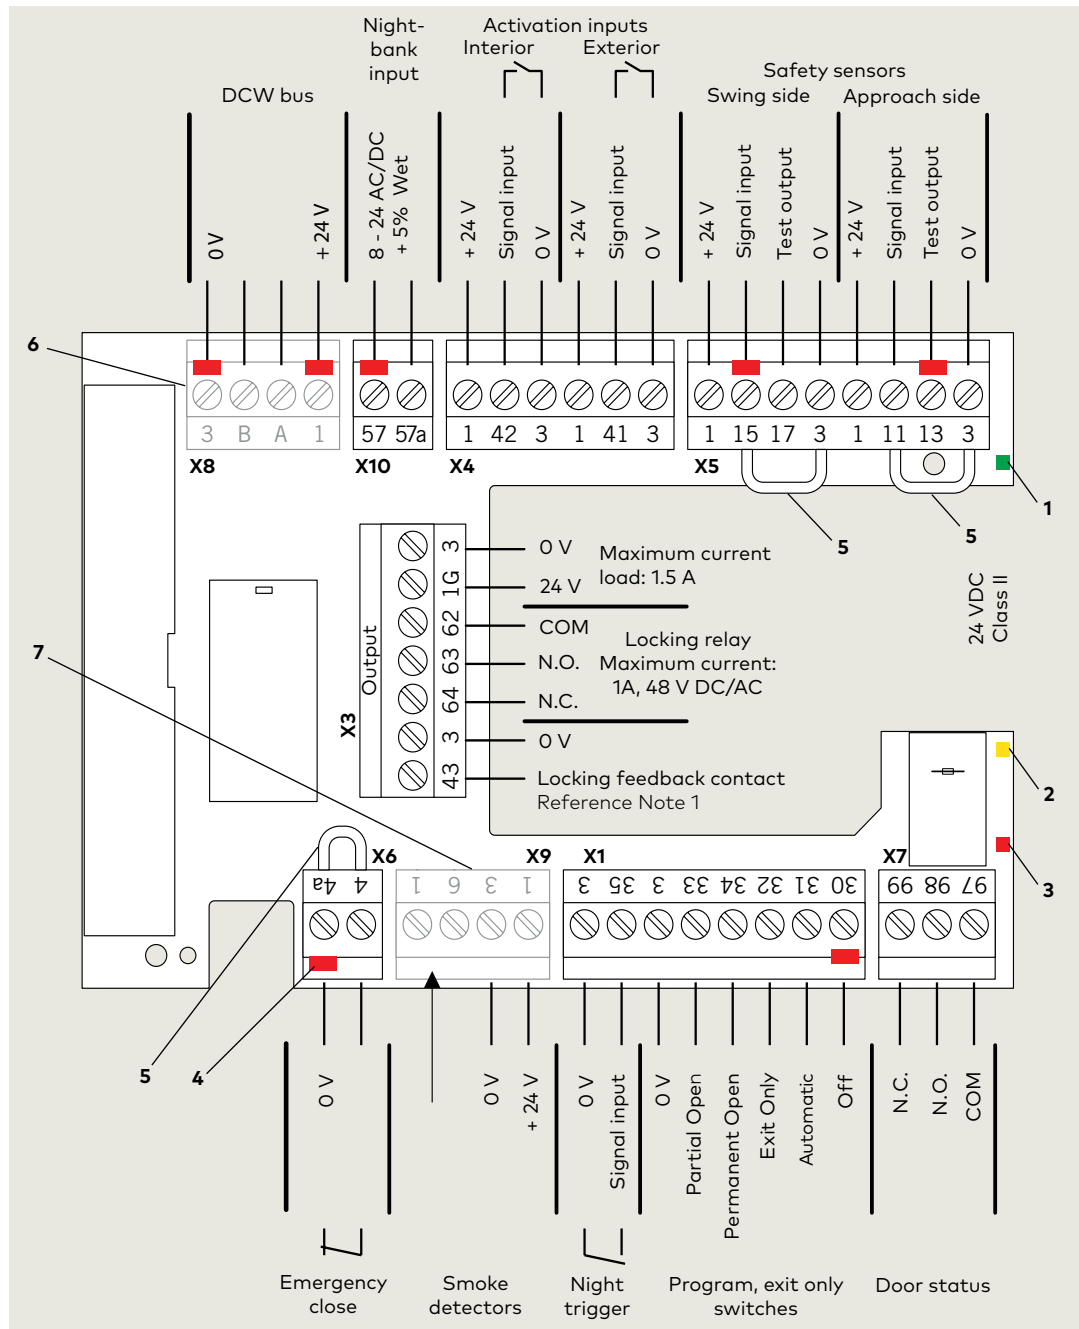 Night-
bank
input
Activation inputs
Interior
Exterior
Safety sensors
Swing side
Approach side
DCW bus
0 V
+ 24 V
8 - 24 AC/DC
+ 5% Wet
+ 24 V
Signal input
0 V
+ 24 V
Signal input
0 V
+ 24 V
Signal input
Test output
0 V
+ 24 V
Signal input
Test output
0 V
6
3 B A 1
57 57a
1 42 3 1 41 3
1 15 17 3 1 11 13 3
X8
X10
X4
X5
1
5
5
Output
X3
3
1G
62
63
64
3
43
0 V
24 V
Maximum current
load: 1.5 A
COM
N.O.
N.C.
Locking relay
Maximum current:
1A, 48 V DC/AC
0 V
Locking feedback contact
Reference Note 1
24 VDC
Class II
7
2
3
X6
X9
X1
X7
4a 4
1 6 3 1
3 35 3 33 34 32 31 30
99 98 97
5
4
0 V
0 V
+ 24 V
0 V
Signal input
0 V
Partial Open
Permanent Open
Exit Only
Automatic
Off
N.C.
N.O.
COM
Emergency
close
Smoke
detectors
Night
trigger
Program, exit only
switches
Door status